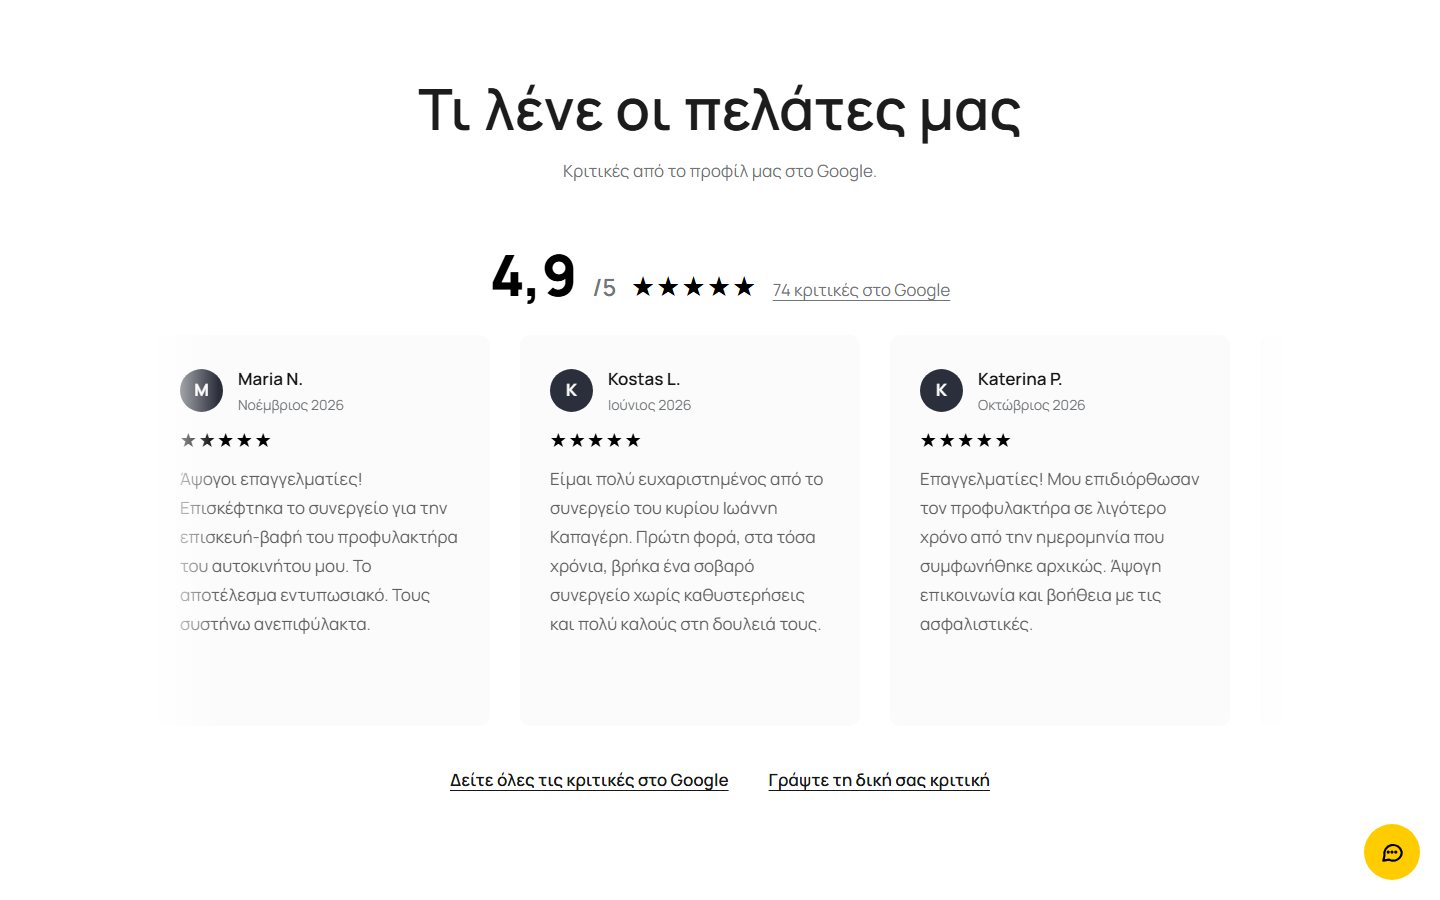 Τι λένε οι πελάτες μας
Κριτικές από το προφίλ μας στο Google.
4,9 /5 ★★★★★ 74 κριτικές στο Google
M
Maria N.
Νοέμβριος 2026
★★★★★
Άψογοι επαγγελματίες!
Επισκέφτηκα το συνεργείο για την
επισκευή-βαφή του προφυλακτήρα
του αυτοκινήτου μου. Το
αποτέλεσμα εντυπωσιακό. Τους
συστήνω ανεπιφύλακτα.
K
Kostas L.
Ιούνιος 2026
★★★★★
Είμαι πολύ ευχαριστημένος από το
συνεργείο του κυρίου Ιωάννη
Καπαγέρη. Πρώτη φορά, στα τόσα
χρόνια, βρήκα ένα σοβαρό
συνεργείο χωρίς καθυστερήσεις
και πολύ καλούς στη δουλειά τους.
K
Katerina P.
Οκτώβριος 2026
★★★★★
Επαγγελματίες! Μου επιδιόρθωσαν
τον προφυλακτήρα σε λιγότερο
χρόνο από την ημερομηνία που
συμφωνήθηκε αρχικώς. Άψογη
επικοινωνία και βοήθεια με τις
ασφαλιστικές.
Δείτε όλες τις κριτικές στο Google
Γράψτε τη δική σας κριτική